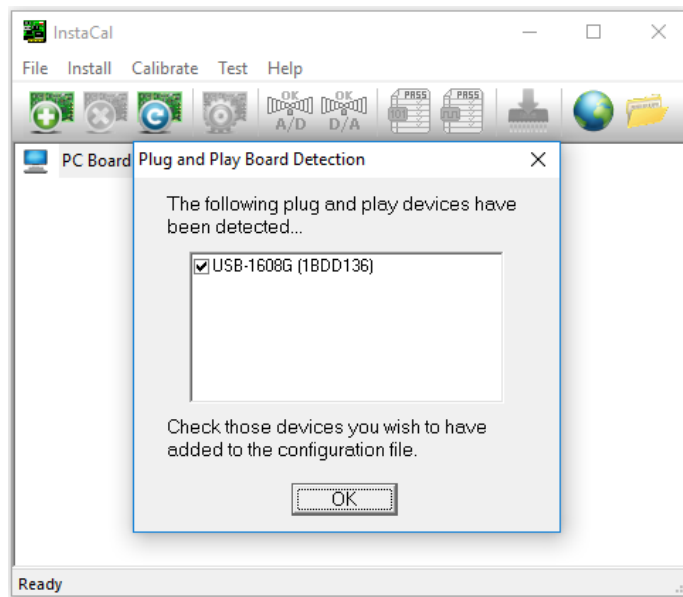 InstaCal
File Install Calibrate Test Help
OK OK PASS PASS
A/D D/A 101
PC Board
Plug and Play Board Detection
The following plug and play devices have
been detected...
USB-1608G (1BDD136)
Check those devices you wish to have
added to the configuration file.
OK
Ready